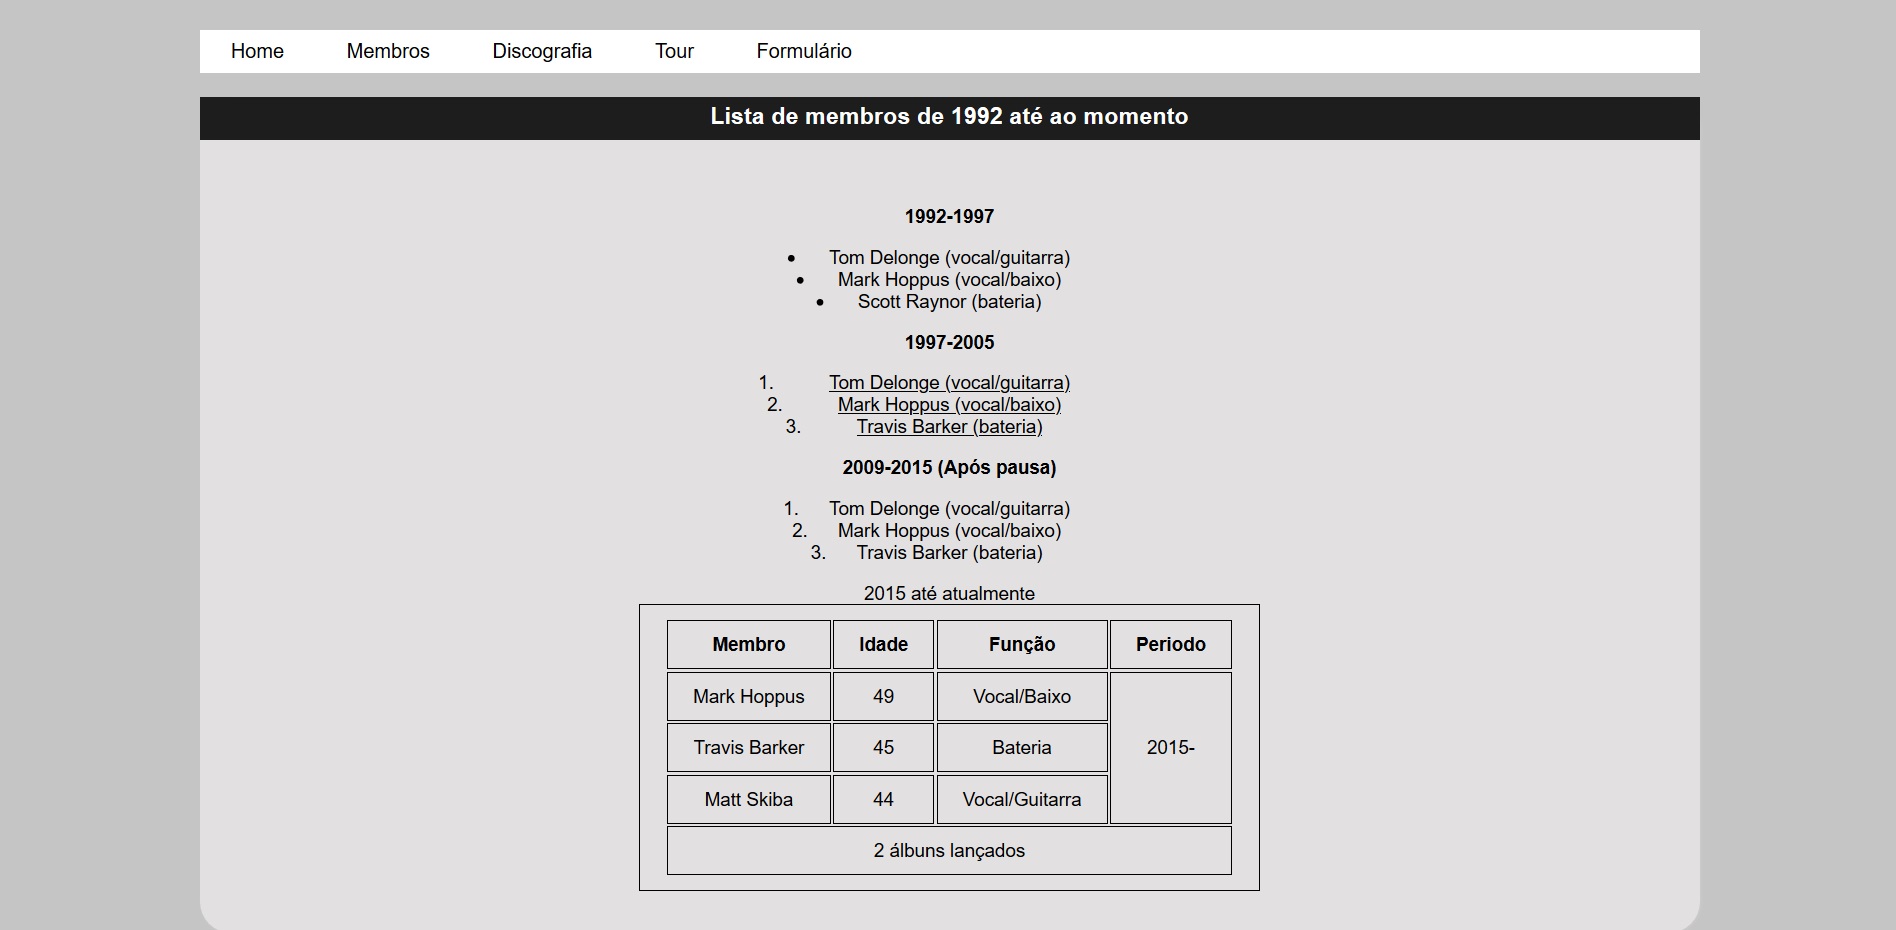 Home Membros Discografia Tour Formulário
Lista de membros de 1992 até ao momento
1992-1997
• Tom Delonge (vocal/guitarra)
• Mark Hoppus (vocal/baixo)
• Scott Raynor (bateria)
1997-2005
1. Tom Delonge (vocal/guitarra)
2. Mark Hoppus (vocal/baixo)
3. Travis Barker (bateria)
2009-2015 (Após pausa)
1. Tom Delonge (vocal/guitarra)
2. Mark Hoppus (vocal/baixo)
3. Travis Barker (bateria)
2015 até atualmente
Membro Idade Função Periodo
Mark Hoppus 49 Vocal/Baixo
Travis Barker 45 Bateria 2015-
Matt Skiba 44 Vocal/Guitarra
2 álbuns lançados